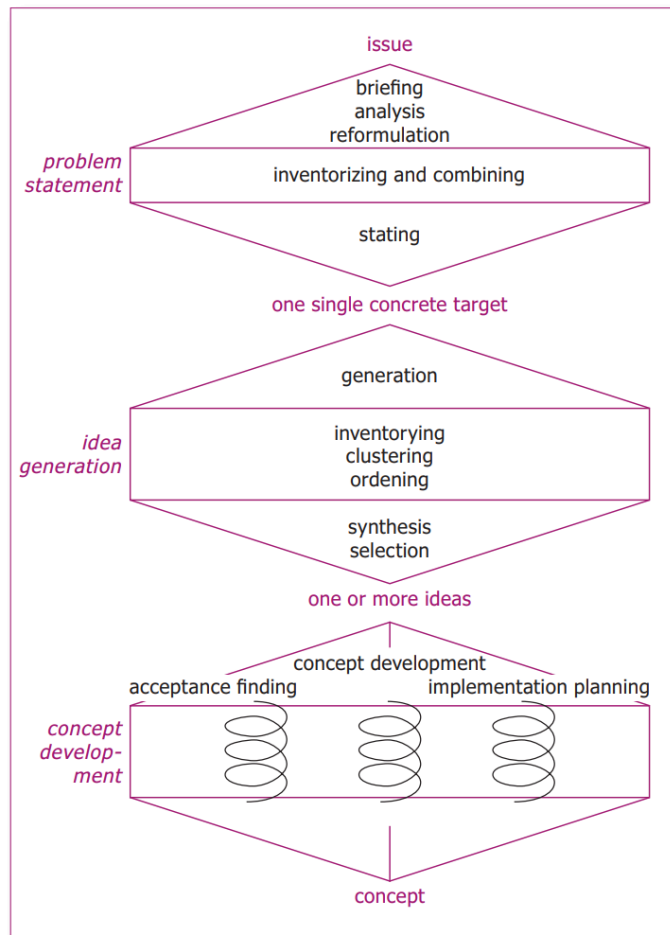 issue
briefing
analysis
reformulation
problem
statement
inventorizing and combining
stating
one single concrete target
generation
idea
generation
inventorying
clustering
ordening
synthesis
selection
one or more ideas
concept development
acceptance finding
implementation planning
concept
develop-
ment
concept